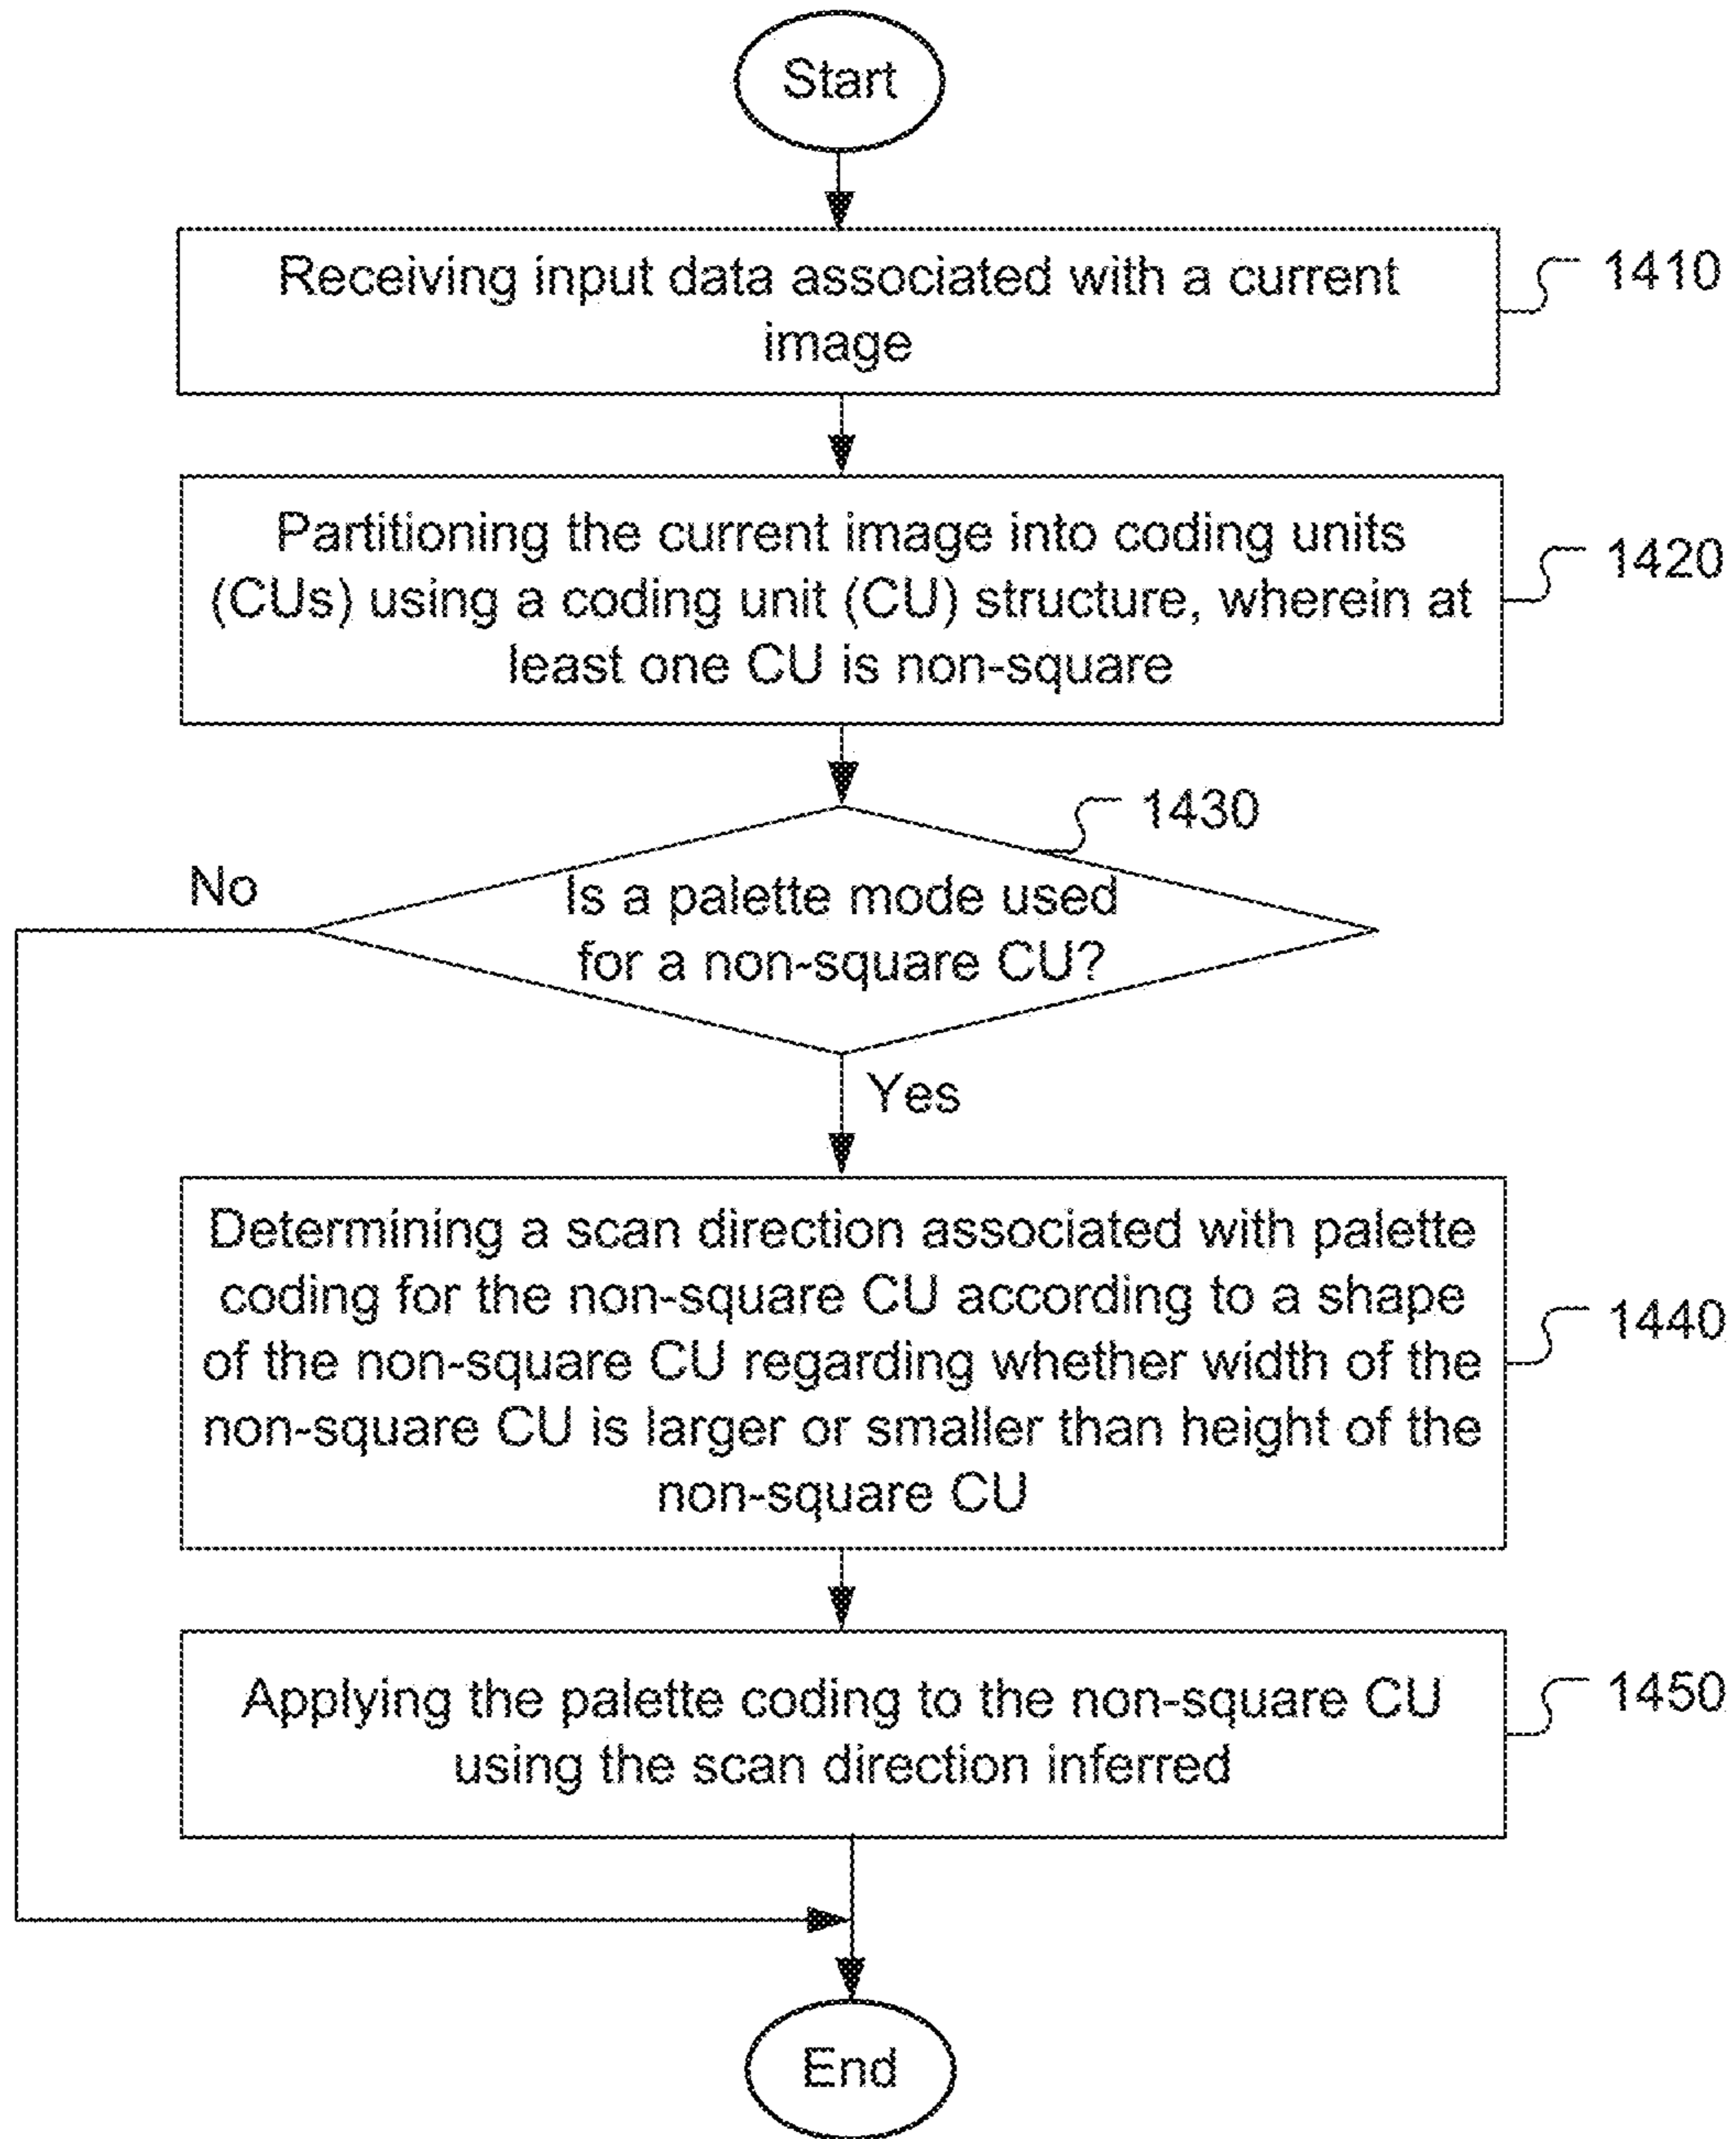 Start
Receiving input data associated with a current
image
1410
Partitioning the current image into coding units
(CUs) using a coding unit (CU) structure, wherein at
least one CU is non-square
1420
1430
No
Is a palette mode used
for a non-square CU?
Yes
Determining a scan direction associated with palette
coding for the non-square CU according to a shape
of the non-square CU regarding whether width of the
non-square CU is larger or smaller than height of the
non-square CU
1440
Applying the palette coding to the non-square CU
using the scan direction inferred
1450
End